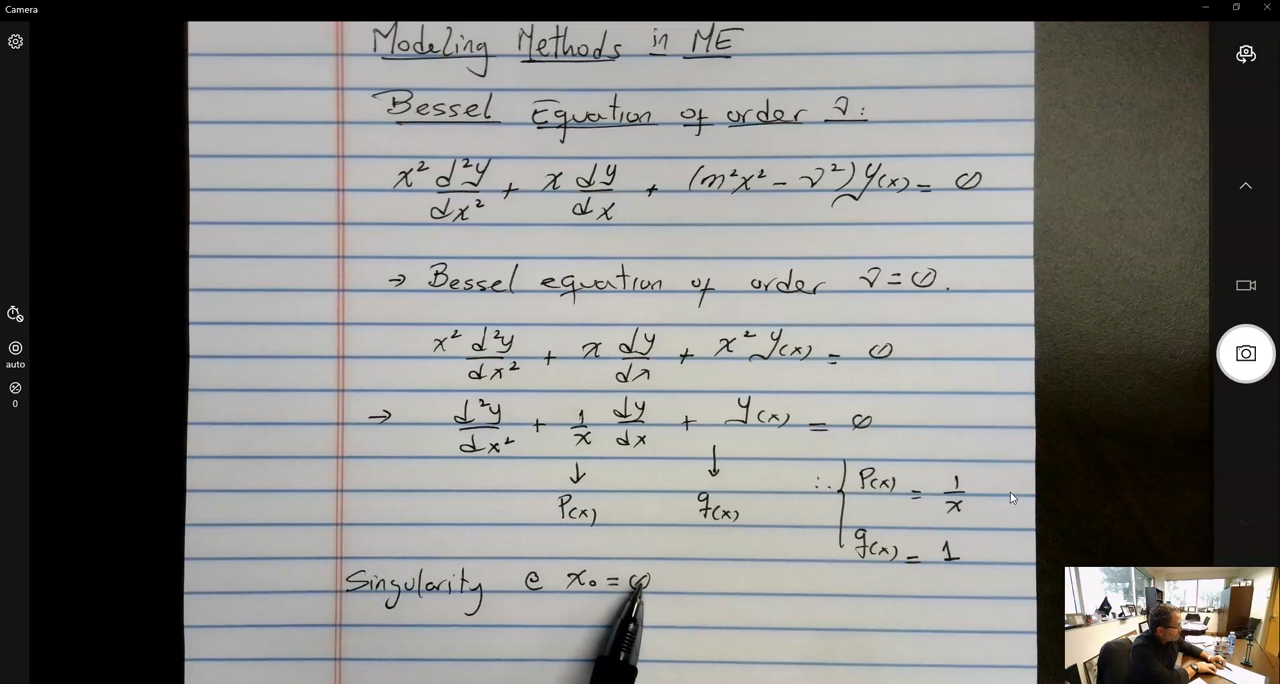 Camera
Modeling Methods in ME
Bessel Equation of order ν:
x² d²y/dx² + x dy/dx + (m²x² - ν²) y(x) = 0
→ Bessel equation of order ν = 0.
x² d²y/dx² + x dy/dx + x² y(x) = 0
→ d²y/dx² + 1/x dy/dx + y(x) = 0
↓ ↓
P(x) q(x)
∴ { P(x) = 1/x
q(x) = 1
Singularity @ x₀ = 0
auto
0